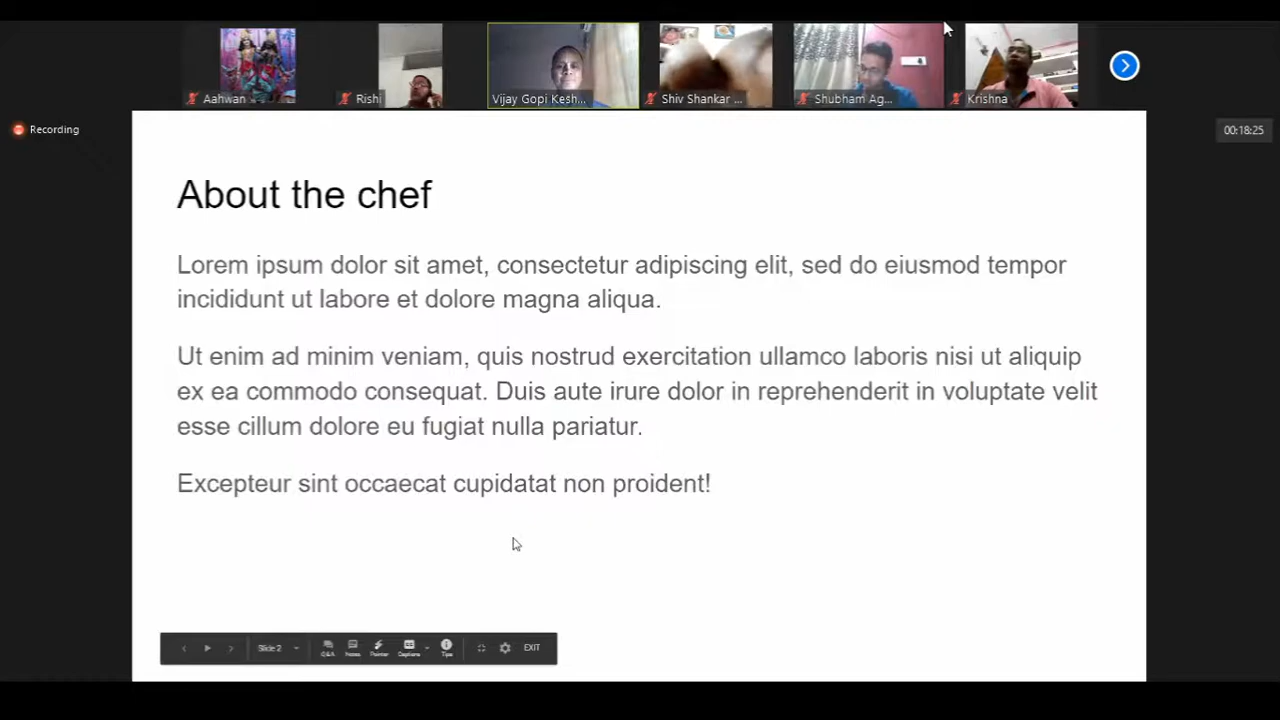 Aahwan
Rishi
Vijay Gopi Kesh...
Shiv Shankar ...
Shubham Ag...
Krishna
Recording
00:18:25
About the chef
Lorem ipsum dolor sit amet, consectetur adipiscing elit, sed do eiusmod tempor
incididunt ut labore et dolore magna aliqua.
Ut enim ad minim veniam, quis nostrud exercitation ullamco laboris nisi ut aliquip
ex ea commodo consequat. Duis aute irure dolor in reprehenderit in voluptate velit
esse cillum dolore eu fugiat nulla pariatur.
Excepteur sint occaecat cupidatat non proident!
Slide 2
Q&A
Notes
Pointer
Captions
Tips
EXIT